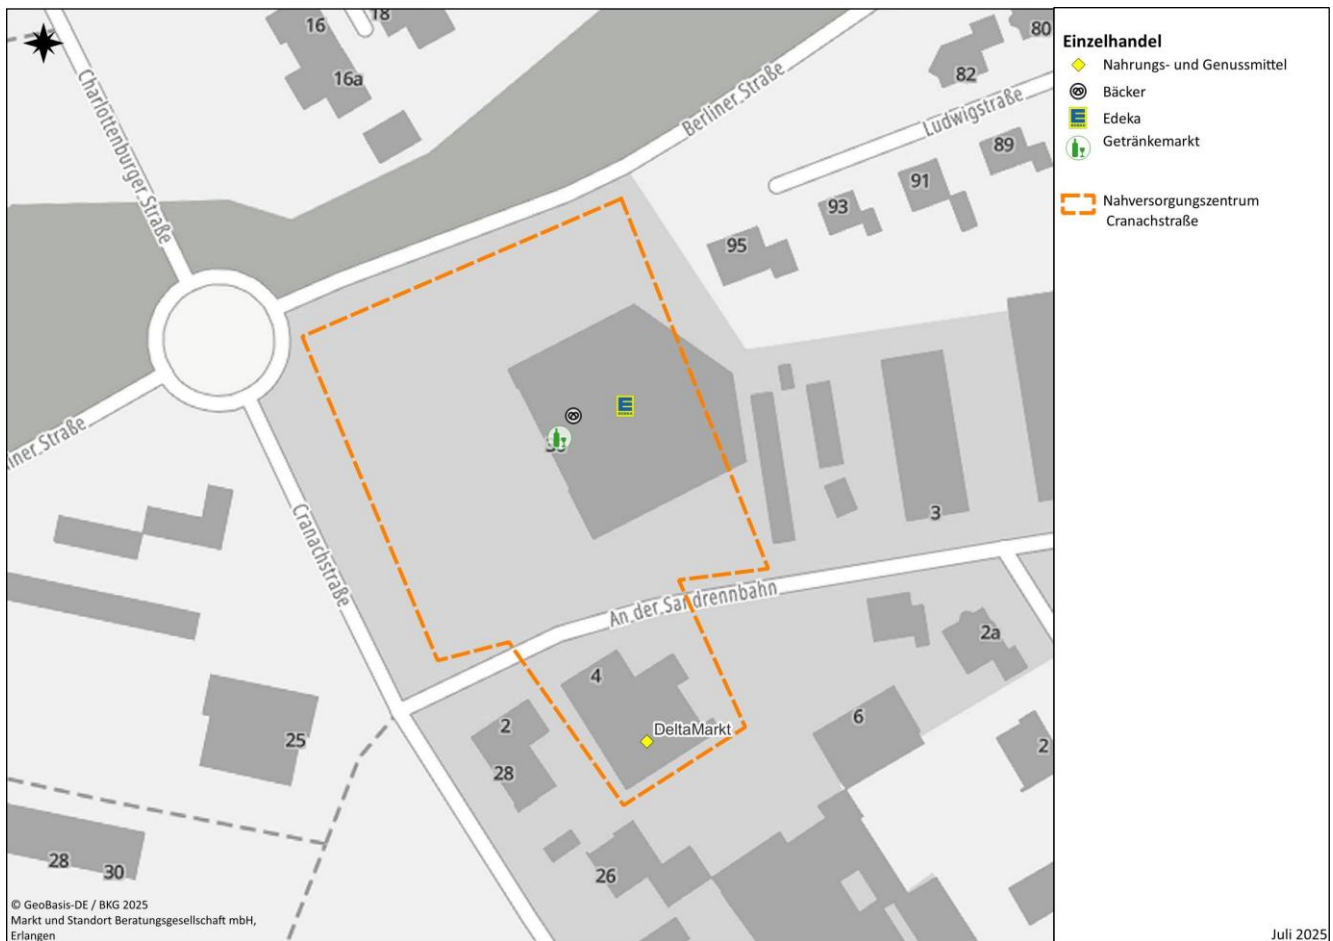 16
18
16a
80
82
Charlottenburger Straße
Berliner Straße
Ludwigstraße
89
91
93
95
EDEKA
iner Straße
Cranachstraße
3
An der Sandrennbahn
2a
4
2
6
DeltaMarkt
25
28
2
28
30
26
© GeoBasis-DE / BKG 2025
Markt und Standort Beratungsgesellschaft mbH,
Erlangen
Einzelhandel
Nahrungs- und Genussmittel
Bäcker
Edeka
Getränkemarkt
Nahversorgungszentrum
Cranachstraße
Juli 2025